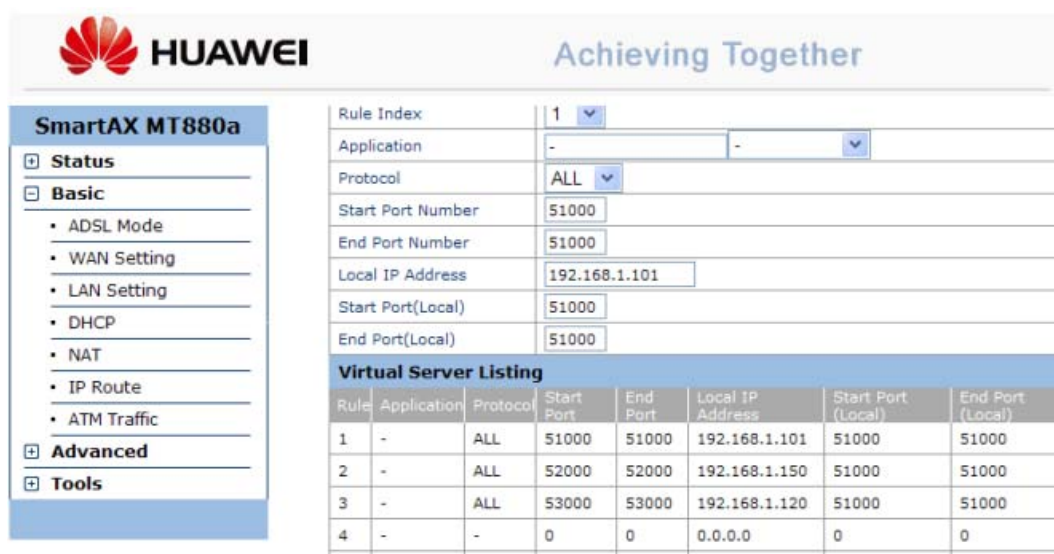 HUAWEI
Achieving Together
SmartAX MT880a
Status
Basic
ADSL Mode
WAN Setting
LAN Setting
DHCP
NAT
IP Route
ATM Traffic
Advanced
Tools
Rule Index 1
Application - -
Protocol ALL
Start Port Number 51000
End Port Number 51000
Local IP Address 192.168.1.101
Start Port(Local) 51000
End Port(Local) 51000
Virtual Server Listing
Rule Application Protocol Start Port End Port Local IP Address Start Port (Local) End Port (Local)
1 - ALL 51000 51000 192.168.1.101 51000 51000
2 - ALL 52000 52000 192.168.1.150 51000 51000
3 - ALL 53000 53000 192.168.1.120 51000 51000
4 - - 0 0 0.0.0.0 0 0